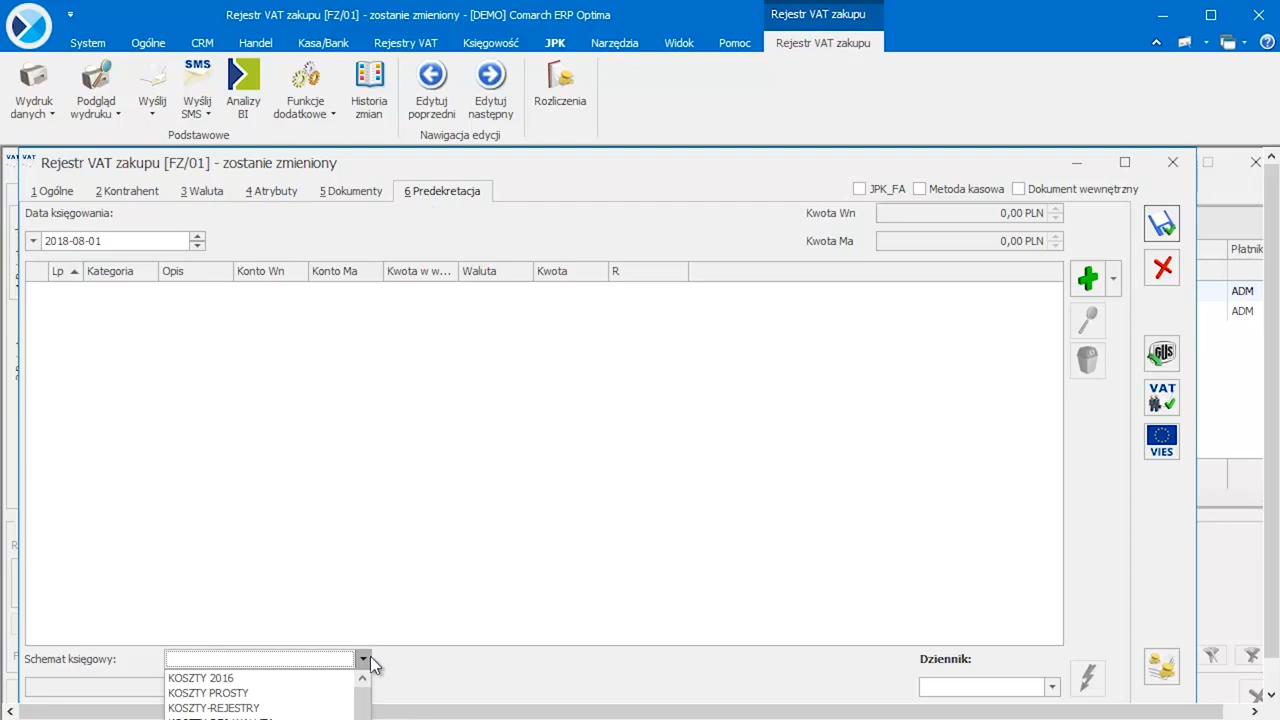 Rejestr VAT zakupu [FZ/01] - zostanie zmieniony - [DEMO] Comarch ERP Optima
Rejestr VAT zakupu
System Ogólne CRM Handel Kasa/Bank Rejestry VAT Księgowość JPK Narzędzia Widok Pomoc Rejestr VAT zakupu
Wydruk danych
Podgląd wydruku
Wyślij
SMS
Wyślij SMS
Analizy BI
Funkcje dodatkowe
Historia zmian
Edytuj poprzedni
Edytuj następny
Rozliczenia
Podstawowe
Nawigacja edycji
VAT VAT Rejestr VAT zakupu [FZ/01] - zostanie zmieniony
1 Ogólne 2 Kontrahent 3 Waluta 4 Atrybuty 5 Dokumenty 6 Predekretacja
JPK_FA Metoda kasowa Dokument wewnętrzny
Data księgowania:
Kwota Wn 0,00 PLN
2018-08-01
Kwota Ma 0,00 PLN
Lp Kategoria Opis Konto Wn Konto Ma Kwota w w... Waluta Kwota R
Płatnik
ADM
ADM
GUS
VAT
VIES
Schemat księgowy:
Dziennik:
KOSZTY 2016
KOSZTY PROSTY
KOSZTY-REJESTRY